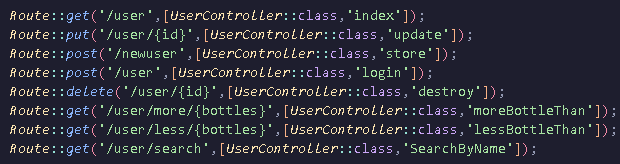 Route::get('/user',[UserController::class,'index']);
Route::put('/user/{id}',[UserController::class,'update']);
Route::post('/newuser',[UserController::class,'store']);
Route::post('/user',[UserController::class,'login']);
Route::delete('/user/{id}',[UserController::class,'destroy']);
Route::get('/user/more/{bottles}',[UserController::class,'moreBottleThan']);
Route::get('/user/less/{bottles}',[UserController::class,'lessBottleThan']);
Route::get('/user/search',[UserController::class,'SearchByName']);